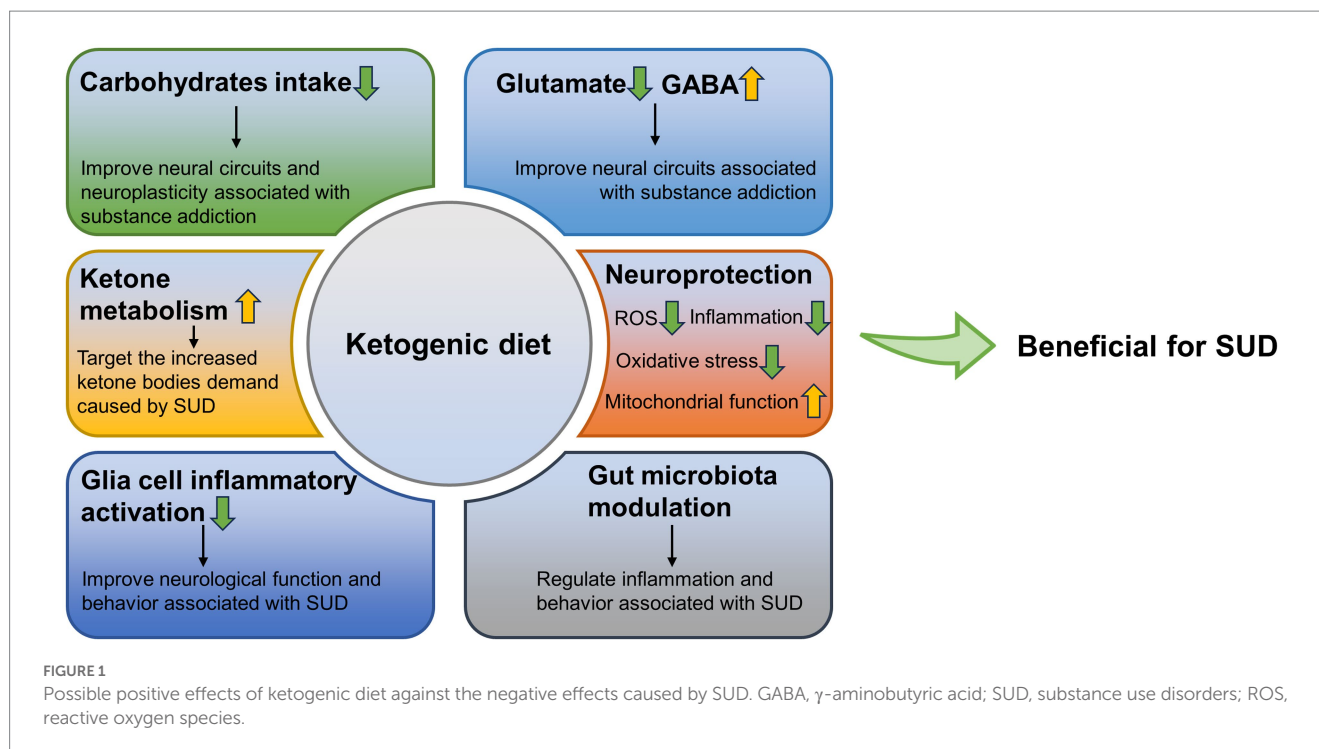 Carbohydrates intake
Improve neural circuits and
neuroplasticity associated with
substance addiction
Glutamate GABA
Improve neural circuits associated
with substance addiction
Ketone
metabolism
Target the increased
ketone bodies demand
caused by SUD
Ketogenic diet
Neuroprotection
ROS Inflammation
Oxidative stress
Mitochondrial function
Beneficial for SUD
Glia cell inflammatory
activation
Improve neurological function and
behavior associated with SUD
Gut microbiota
modulation
Regulate inflammation and
behavior associated with SUD
FIGURE 1
Possible positive effects of ketogenic diet against the negative effects caused by SUD. GABA, γ-aminobutyric acid; SUD, substance use disorders; ROS,
reactive oxygen species.